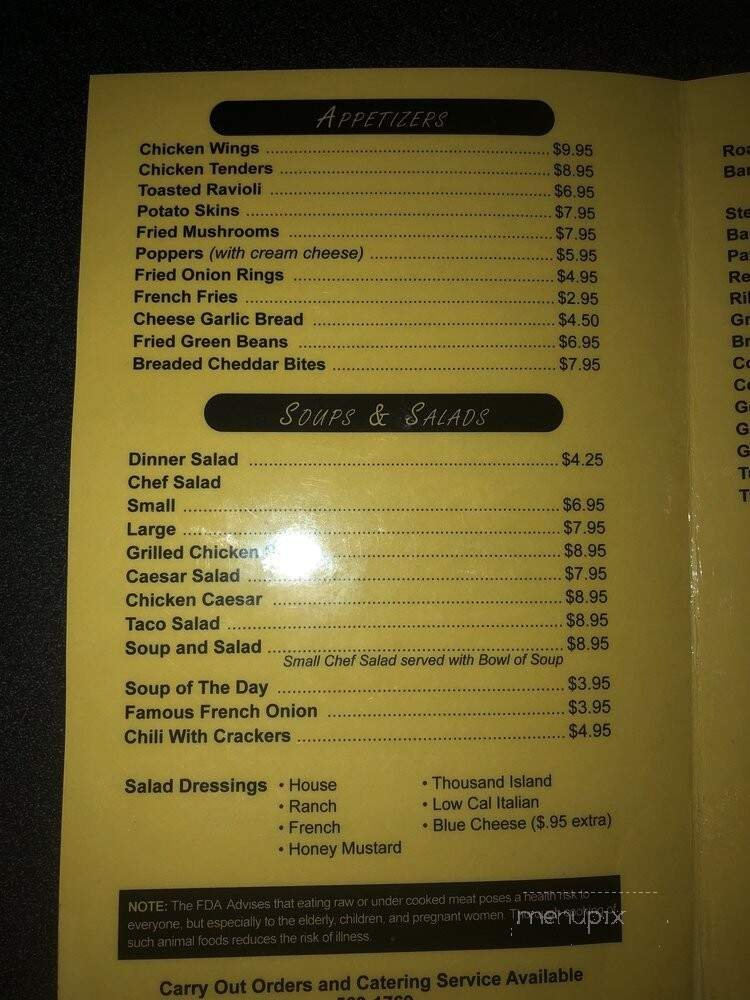 APPETIZERS
Chicken Wings $9.95
Chicken Tenders $8.95
Toasted Ravioli $6.95
Potato Skins $7.95
Fried Mushrooms $7.95
Poppers (with cream cheese) $5.95
Fried Onion Rings $4.95
French Fries $2.95
Cheese Garlic Bread $4.50
Fried Green Beans $6.95
Breaded Cheddar Bites $7.95
SOUPS & SALADS
Dinner Salad $4.25
Chef Salad
Small $6.95
Large $7.95
Grilled Chicken $8.95
Caesar Salad $7.95
Chicken Caesar $8.95
Taco Salad $8.95
Soup and Salad $8.95
Small Chef Salad served with Bowl of Soup
Soup of The Day $3.95
Famous French Onion $3.95
Chili With Crackers $4.95
Salad Dressings
• House
• Ranch
• French
• Honey Mustard
• Thousand Island
• Low Cal Italian
• Blue Cheese ($.95 extra)
NOTE: The FDA Advises that eating raw or under cooked meat poses a health risk to
everyone, but especially to the elderly, children, and pregnant women. cooking of
such animal foods reduces the risk of illness.
Carry Out Orders and Catering Service Available
menupix